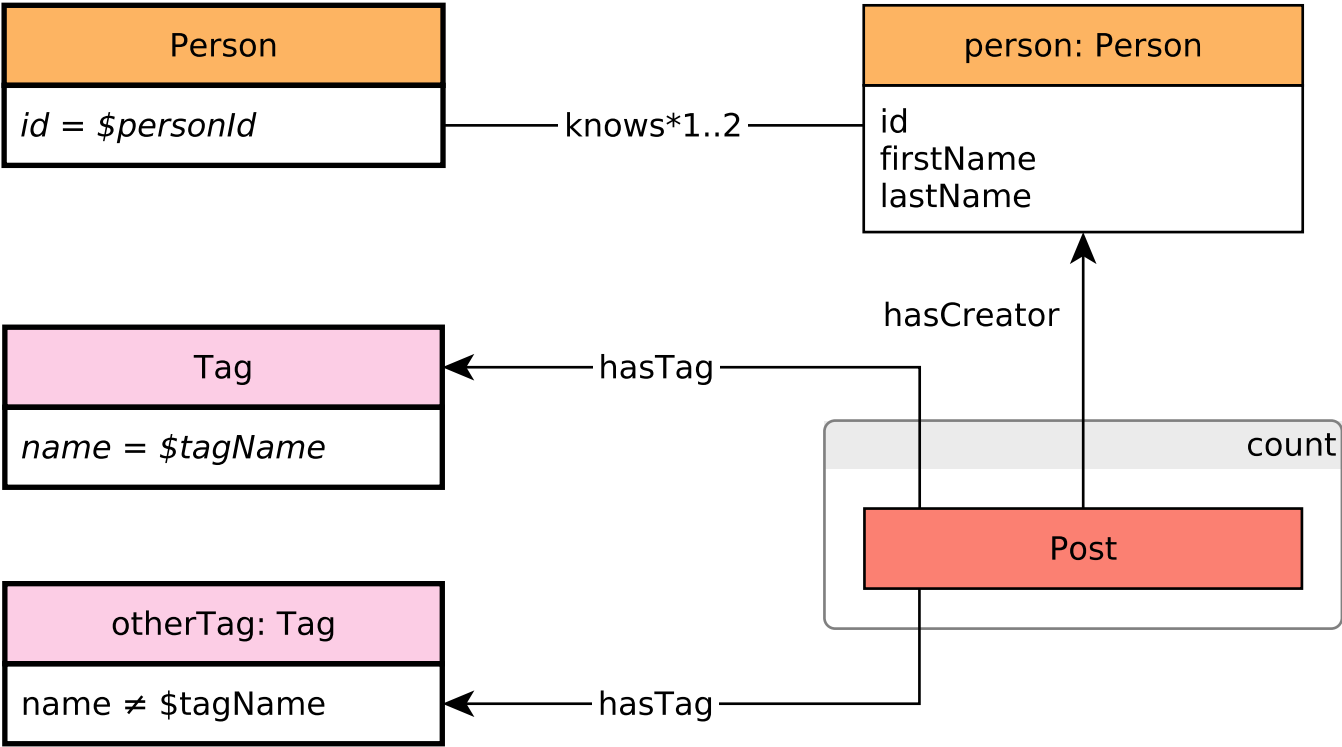 Person
id = $personId
knows*1..2
person: Person
id
firstName
lastName
hasCreator
Tag
name = $tagName
hasTag
count
Post
otherTag: Tag
name ≠ $tagName
hasTag